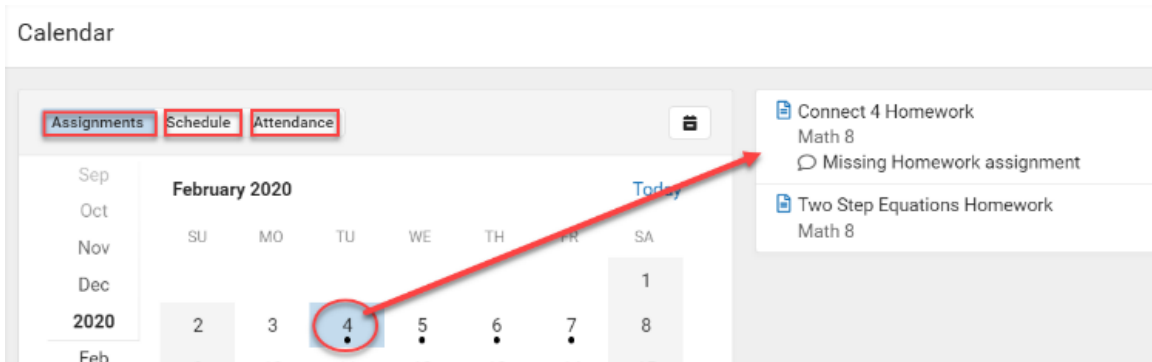 Calendar
Assignments Schedule Attendance
Connect 4 Homework
Math 8
Missing Homework assignment
Two Step Equations Homework
Math 8
Sep
Oct
Nov
Dec
2020
Feb
February 2020 Today
SU MO TU WE TH FR SA
1
2 3 4 5 6 7 8